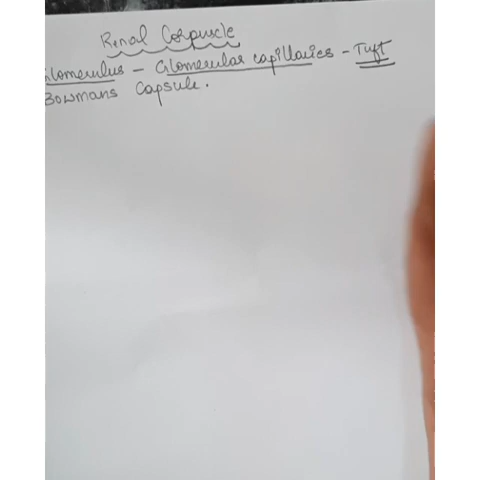 Renal Corpuscle
Glomerulus - Glomerular capillaries - Tuft
Bowmans Capsule.